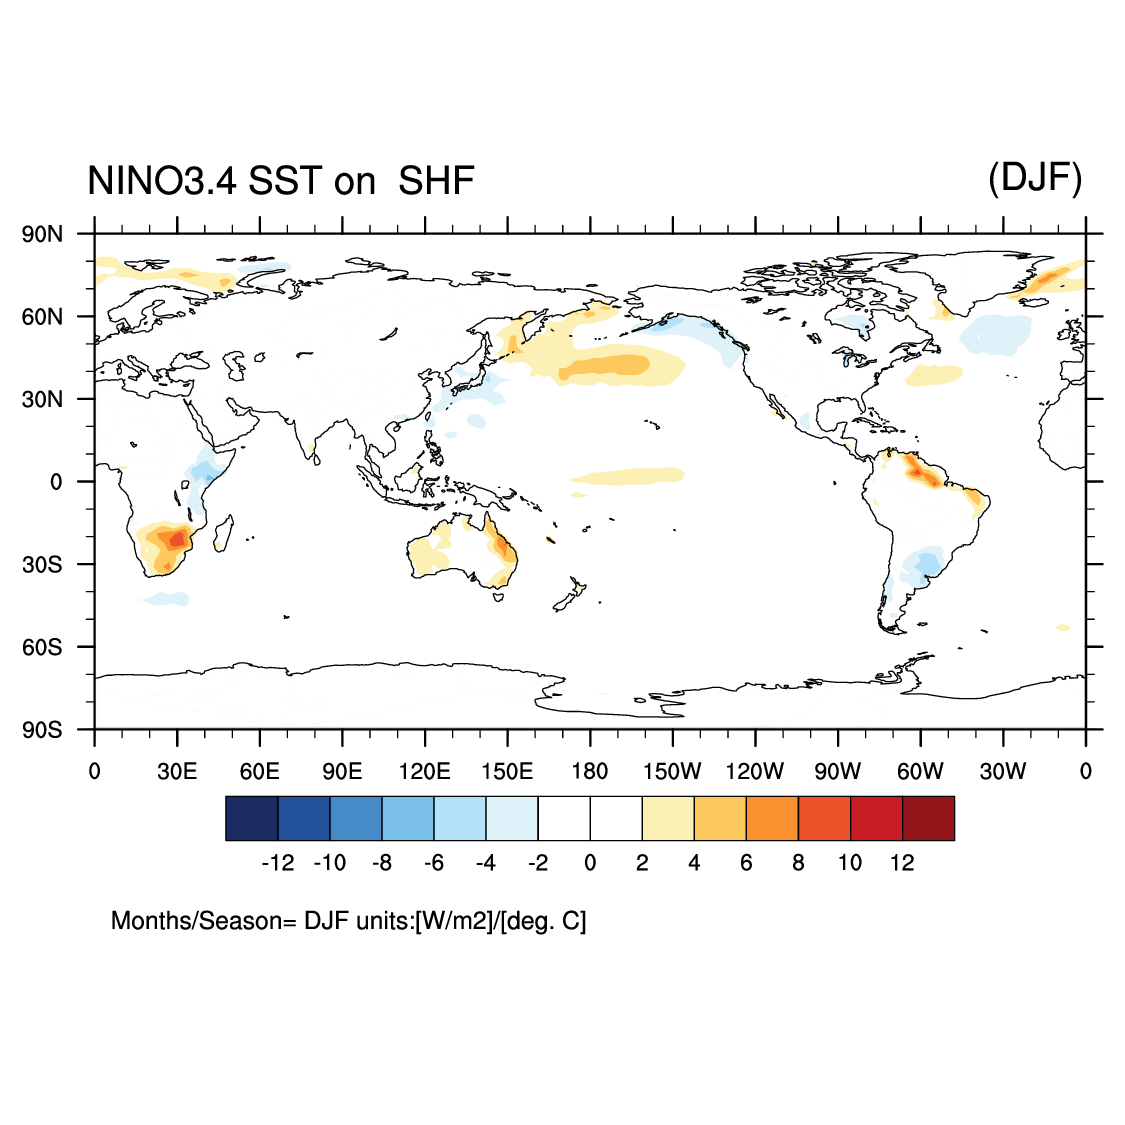 NINO3.4 SST on SHF (DJF)
90N
60N
30N
0
30S
60S
90S
0 30E 60E 90E 120E 150E 180 150W 120W 90W 60W 30W 0
-12 -10 -8 -6 -4 -2 0 2 4 6 8 10 12
Months/Season= DJF units:[W/m2]/[deg. C]